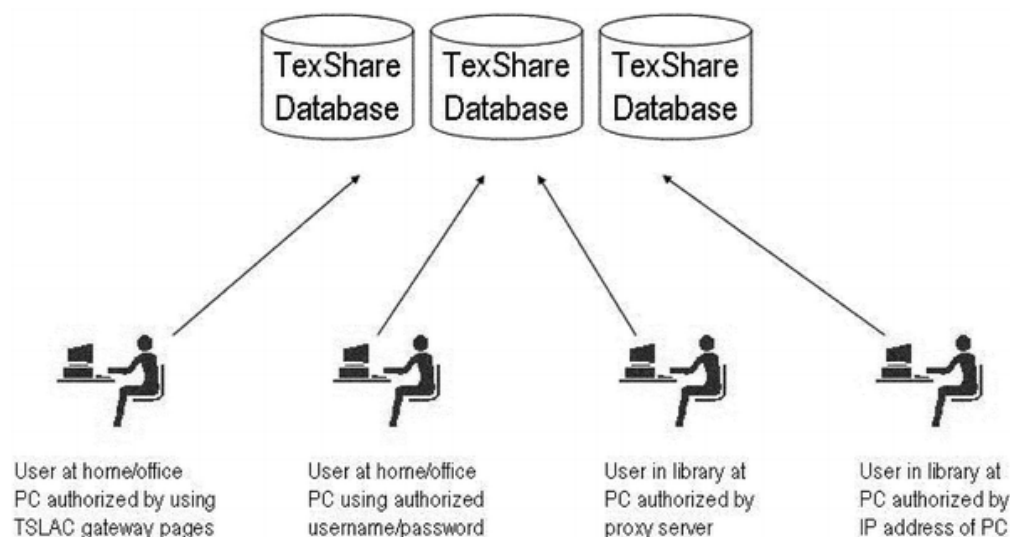 TexShare
Database
TexShare
Database
TexShare
Database
User at home/office
PC authorized by using
TSLAC gateway pages
User at home/office
PC using authorized
username/password
User in library at
PC authorized by
proxy server
User in library at
PC authorized by
IP address of PC